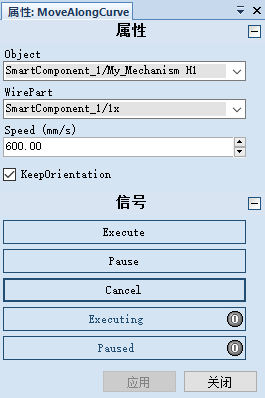 属性: MoveAlongCurve
属性
Object
SmartComponent_1/My_Mechanism H1
WirePart
SmartComponent_1/1x
Speed (mm/s)
600.00
KeepOrientation
信号
Execute
Pause
Cancel
Executing 0
Paused 0
应用 关闭